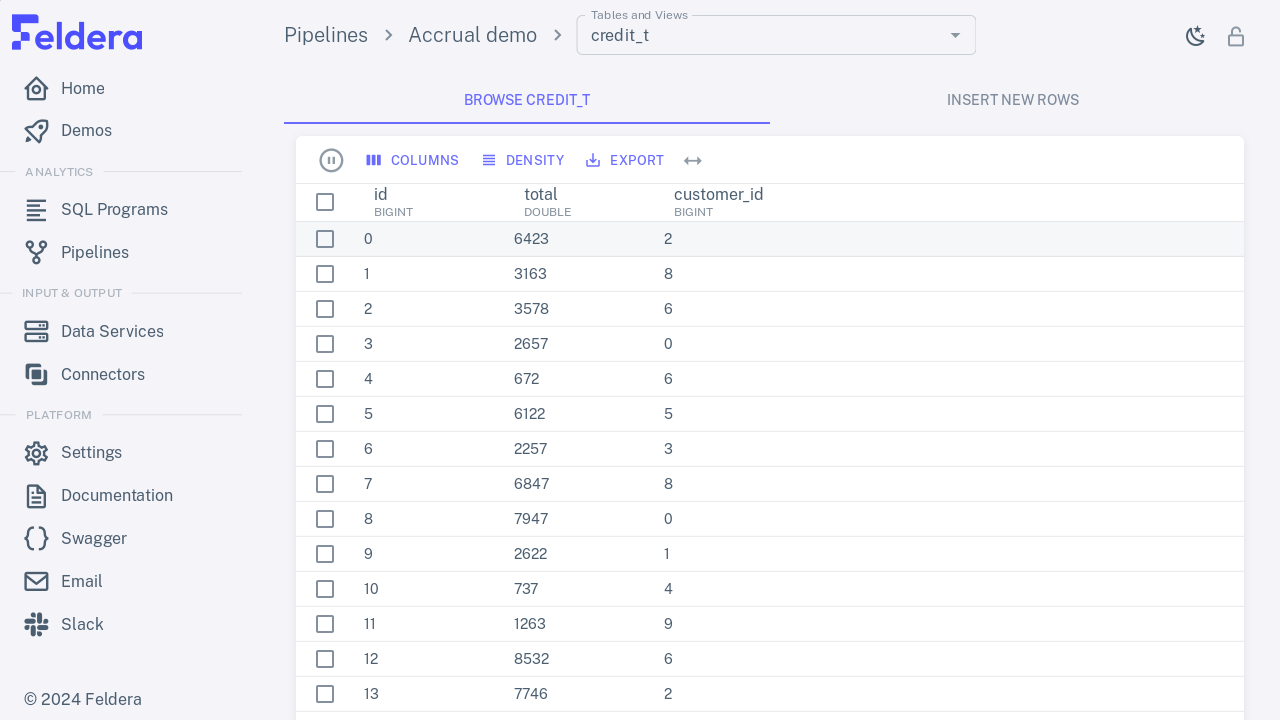 Feldera
Home
Demos
ANALYTICS
SQL Programs
Pipelines
INPUT & OUTPUT
Data Services
Connectors
PLATFORM
Settings
Documentation
Swagger
Email
Slack
© 2024 Feldera
Pipelines Accrual demo
Tables and Views
credit_t
BROWSE CREDIT_T INSERT NEW ROWS
COLUMNS DENSITY EXPORT
id total customer_id
BIGINT DOUBLE BIGINT
0 6423 2
1 3163 8
2 3578 6
3 2657 0
4 672 6
5 6122 5
6 2257 3
7 6847 8
8 7947 0
9 2622 1
10 737 4
11 1263 9
12 8532 6
13 7746 2